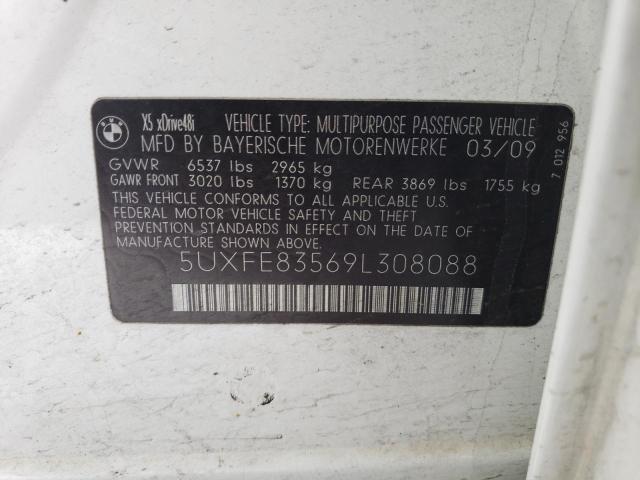 BMW
X5 xDrive48i VEHICLE TYPE: MULTIPURPOSE PASSENGER VEHICLE
MFD BY BAYERISCHE MOTORENWERKE 03/09
GVWR 6537 lbs 2965 kg
GAWR FRONT 3020 lbs 1370 kg REAR 3869 lbs 1755 kg
THIS VEHICLE CONFORMS TO ALL APPLICABLE U.S.
FEDERAL MOTOR VEHICLE SAFETY AND THEFT
PREVENTION STANDARDS IN EFFECT ON THE DATE OF
MANUFACTURE SHOWN ABOVE.
5UXFE83569L308088
7 012 956